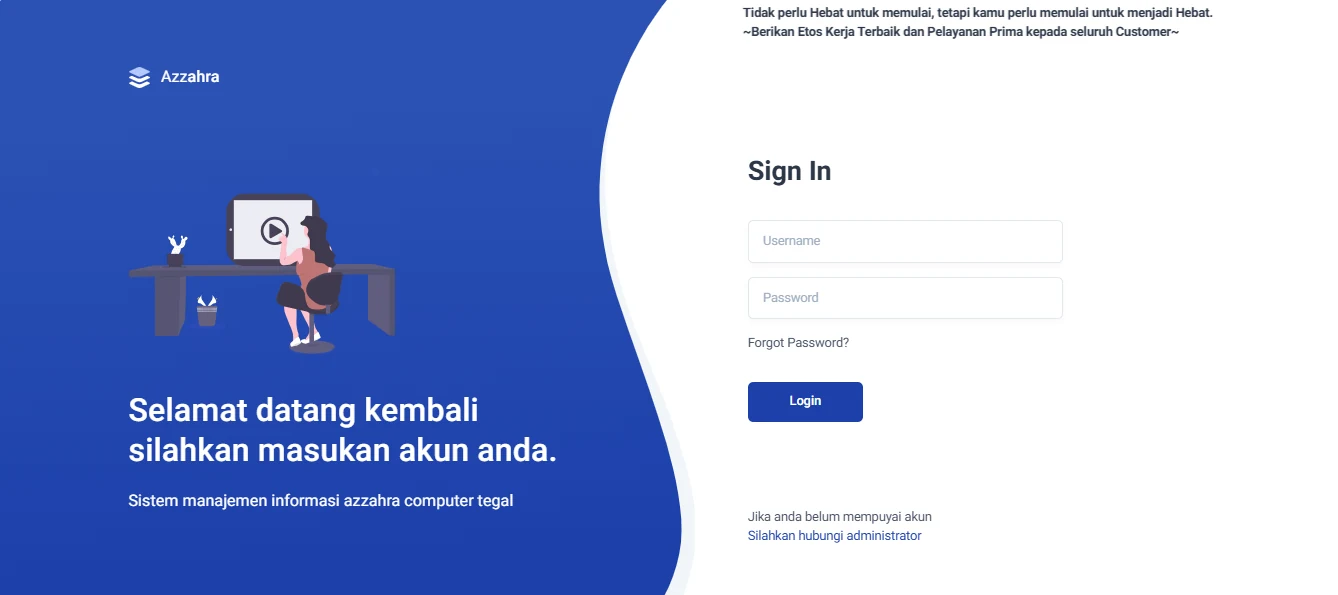 Tidak perlu Hebat untuk memulai, tetapi kamu perlu memulai untuk menjadi Hebat.
~Berikan Etos Kerja Terbaik dan Pelayanan Prima kepada seluruh Customer~
Azzahra
Selamat datang kembali
silahkan masukan akun anda.
Sistem manajemen informasi azzahra computer tegal
Sign In
Username
Password
Forgot Password?
Login
Jika anda belum mempuyai akun
Silahkan hubungi administrator